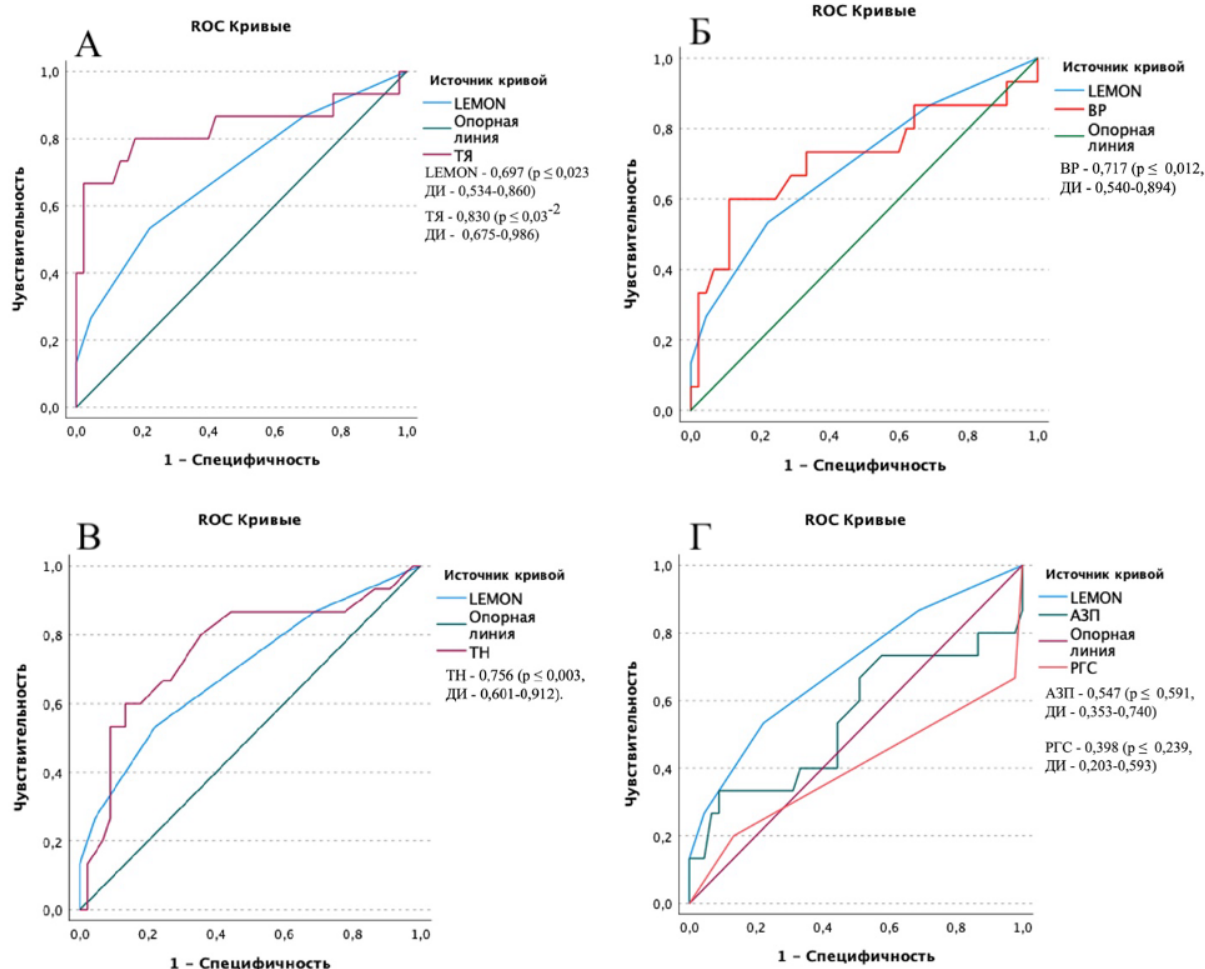 А
ROC Кривые
Чувствительность
1,0
0,8
0,6
0,4
0,2
0,0
0,0 0,2 0,4 0,6 0,8 1,0
1 – Специфичность
Источник кривой
LEMON
Опорная
линия
ТЯ
LEMON - 0,697 (p ≤ 0,023
ДИ - 0,534-0,860)
ТЯ - 0,830 (p ≤ 0,03-2
ДИ - 0,675-0,986)
Б
ROC Кривые
Чувствительность
1,0
0,8
0,6
0,4
0,2
0,0
0,0 0,2 0,4 0,6 0,8 1,0
1 – Специфичность
Источник кривой
LEMON
ВР
Опорная
линия
ВР - 0,717 (p ≤ 0,012,
ДИ - 0,540-0,894)
В
ROC Кривые
Чувствительность
1,0
0,8
0,6
0,4
0,2
0,0
0,0 0,2 0,4 0,6 0,8 1,0
1 – Специфичность
Источник кривой
LEMON
Опорная
линия
ТН
ТН - 0,756 (p ≤ 0,003,
ДИ - 0,601-0,912).
Г
ROC Кривые
Чувствительность
1,0
0,8
0,6
0,4
0,2
0,0
0,0 0,2 0,4 0,6 0,8 1,0
1 – Специфичность
Источник кривой
LEMON
АЗП
Опорная
линия
РГС
АЗП - 0,547 (p ≤ 0,591,
ДИ - 0,353-0,740)
РГС - 0,398 (p ≤ 0,239,
ДИ - 0,203-0,593)